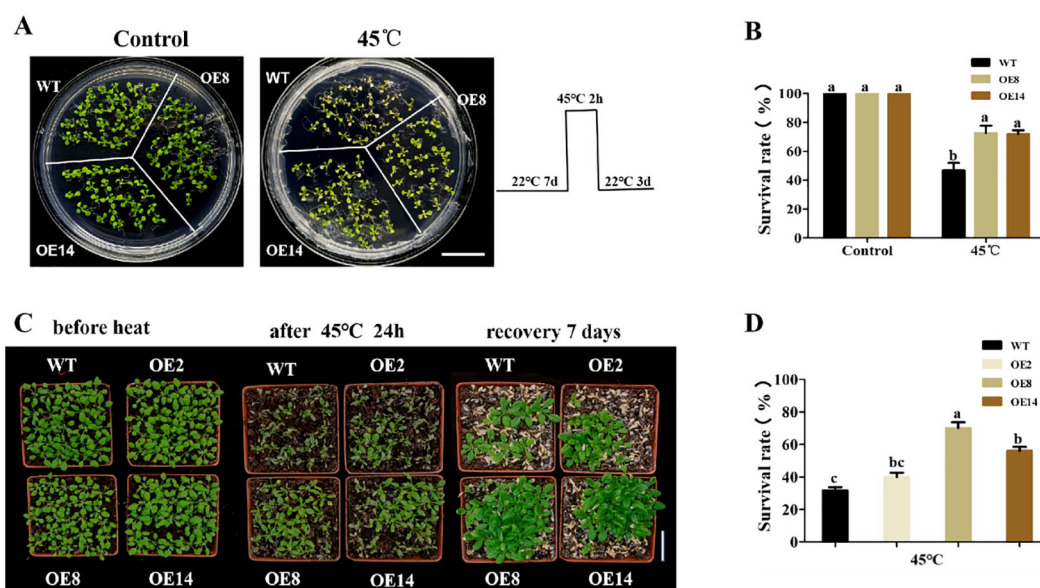 A
Control
45℃
WT
OE8
OE14
WT
OE8
OE14
45℃ 2h
22℃ 7d
22℃ 3d
B
WT
OE8
OE14
Survival rate ( % )
100
80
60
40
20
0
a a a
b a a
Control 45℃
C
before heat after 45℃ 24h recovery 7 days
WT OE2 WT OE2 WT OE2
OE8 OE14 OE8 OE14 OE8 OE14
D
WT
OE2
OE8
OE14
Survival rate ( % )
100
80
60
40
20
0
c bc a b
45℃